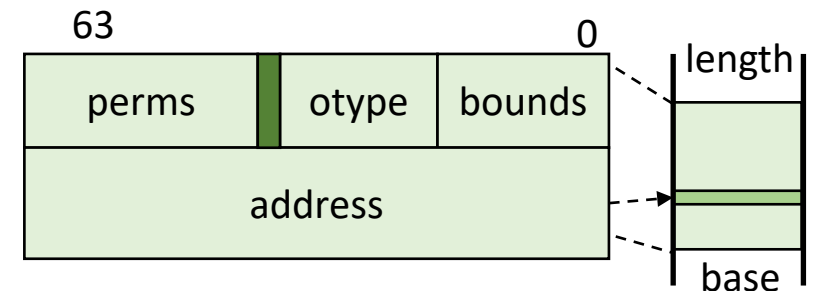 63 0
length
perms otype bounds
address
base